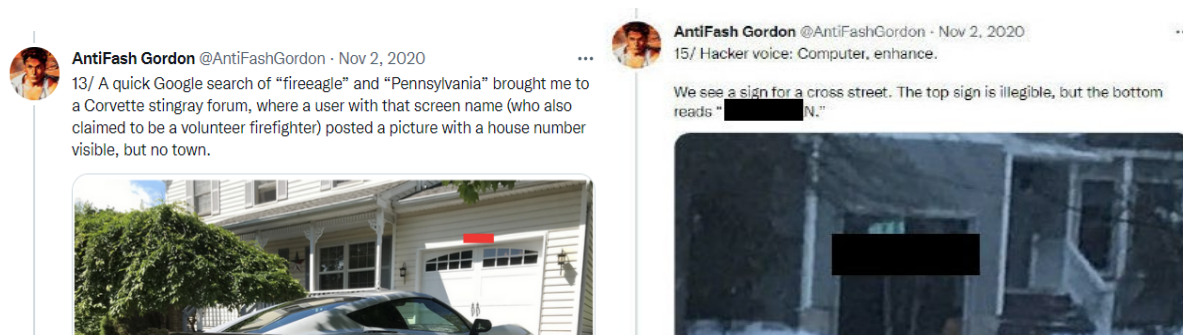 AntiFash Gordon @AntiFashGordon · Nov 2, 2020
13/ A quick Google search of “fireeagle” and “Pennsylvania” brought me to
a Corvette stingray forum, where a user with that screen name (who also
claimed to be a volunteer firefighter) posted a picture with a house number
visible, but no town.
AntiFash Gordon @AntiFashGordon · Nov 2, 2020
15/ Hacker voice: Computer, enhance.
We see a sign for a cross street. The top sign is illegible, but the bottom
reads “ N.”